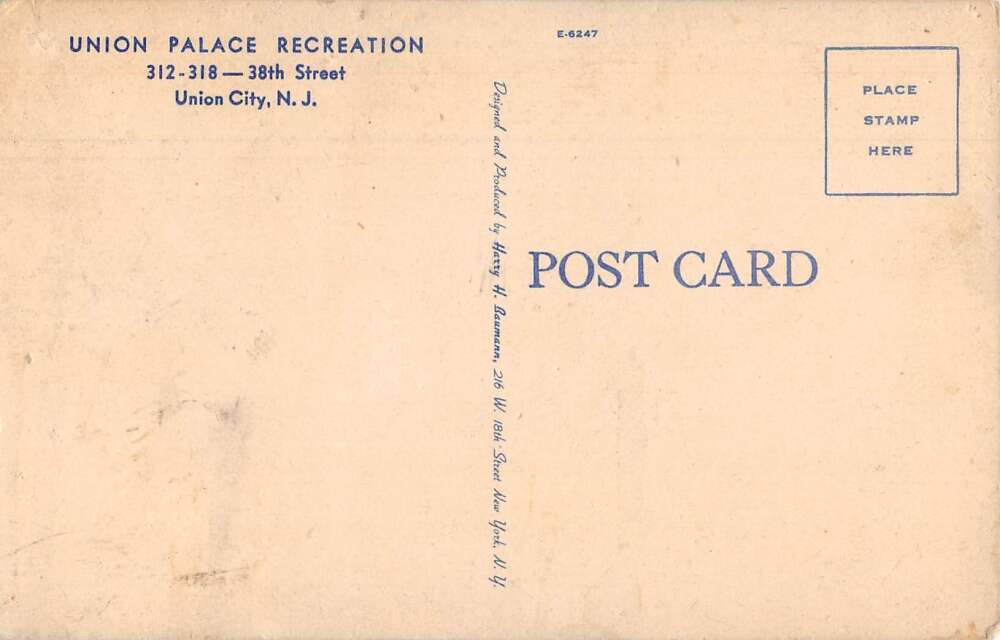 UNION PALACE RECREATION
312-318 — 38th Street
Union City, N. J.
E-6247
PLACE
STAMP
HERE
Designed and Produced by Harry H. Baumann, 216 W. 18th Street New York, N. Y.
POST CARD